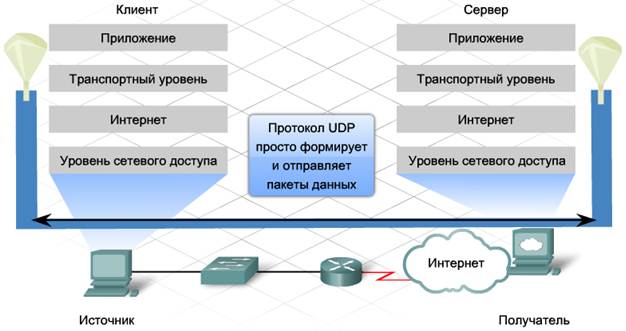 Клиент
Сервер
Приложение
Приложение
Транспортный уровень
Транспортный уровень
Интернет
Интернет
Протокол UDP
просто формирует
и отправляет
пакеты данных
Уровень сетевого доступа
Уровень сетевого доступа
Интернет
Источник
Получатель